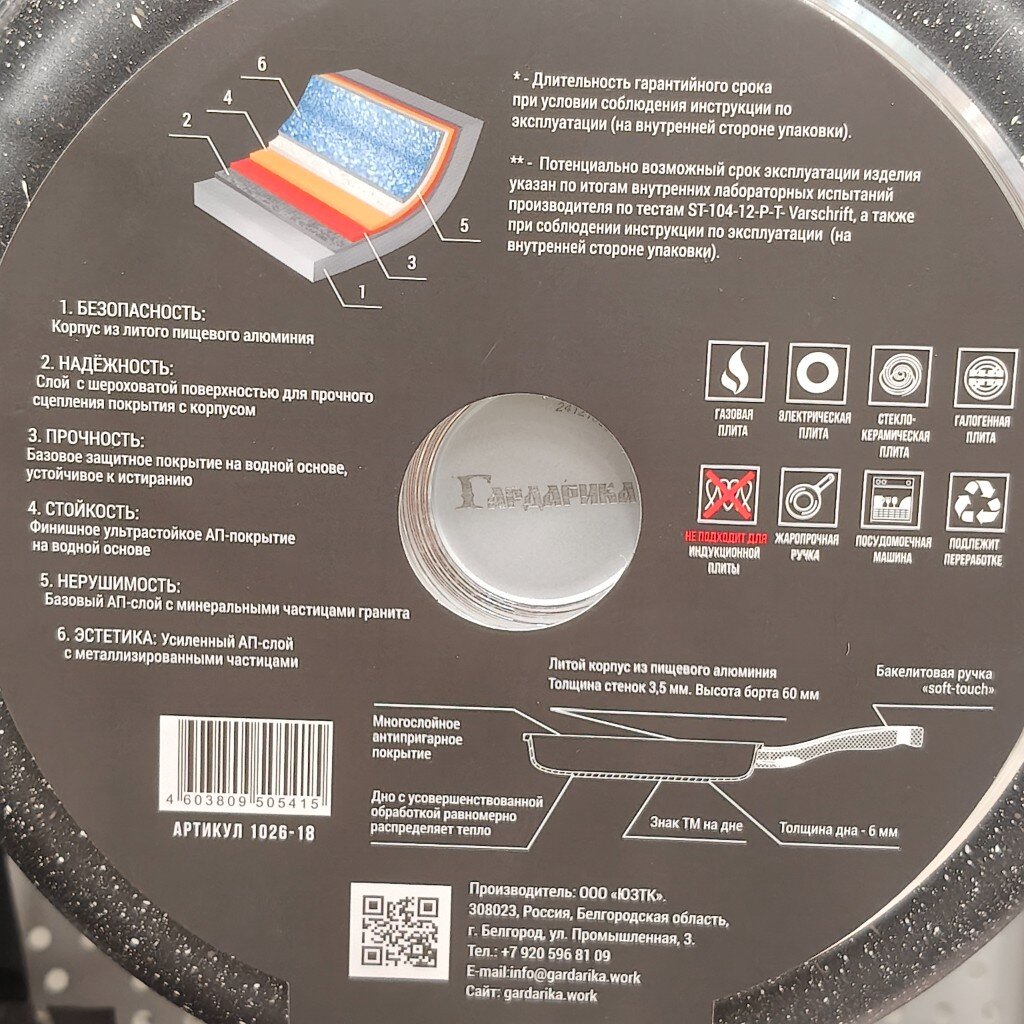 6
4
2
5
3
1
* - Длительность гарантийного срока
при условии соблюдения инструкции по
эксплуатации (на внутренней стороне упаковки).
** - Потенциально возможный срок эксплуатации изделия
указан по итогам внутренних лабораторных испытаний
производителя по тестам ST-104-12-P-T- Varschrift, а также
при соблюдении инструкции по эксплуатации (на
внутренней стороне упаковки).
1. БЕЗОПАСНОСТЬ:
Корпус из литого пищевого алюминия
2. НАДЁЖНОСТЬ:
Слой с шероховатой поверхностью для прочного
сцепления покрытия с корпусом
3. ПРОЧНОСТЬ:
Базовое защитное покрытие на водной основе,
устойчивое к истиранию
4. СТОЙКОСТЬ:
Финишное ультрастойкое АП-покрытие
на водной основе
5. НЕРУШИМОСТЬ:
Базовый АП-слой с минеральными частицами гранита
6. ЭСТЕТИКА: Усиленный АП-слой
с металлизированными частицами
ГАРДАРИКА
ГАЗОВАЯ
ПЛИТА
ЭЛЕКТРИЧЕСКАЯ
ПЛИТА
СТЕКЛО-
КЕРАМИЧЕСКАЯ
ПЛИТА
ГАЛОГЕННАЯ
ПЛИТА
НЕ ПОДХОДИТ ДЛЯ
ИНДУКЦИОННОЙ
ПЛИТЫ
ЖАРОПРОЧНАЯ
РУЧКА
ПОСУДОМОЕЧНАЯ
МАШИНА
ПОДЛЕЖИТ
ПЕРЕРАБОТКЕ
Литой корпус из пищевого алюминия
Толщина стенок 3,5 мм. Высота борта 60 мм
Бакелитовая ручка
«soft-touch»
Многослойное
антипригарное
покрытие
Дно с усовершенствованной
обработкой равномерно
распределяет тепло
Знак ТМ на дне
Толщина дна - 6 мм
4 603809 505415
АРТИКУЛ 1026-18
Производитель: ООО «ЮЗТК».
308023, Россия, Белгородская область,
г. Белгород, ул. Промышленная, 3.
Тел.: +7 920 596 81 09
E-mail:info@gardarika.work
Сайт: gardarika.work